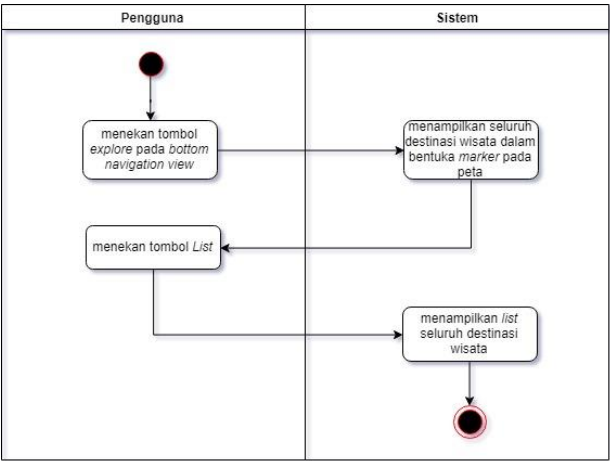 Pengguna
Sistem
menekan tombol
explore pada bottom
navigation view
menampilkan seluruh
destinasi wisata dalam
bentuka marker pada
peta
menekan tombol List
menampilkan list
seluruh destinasi
wisata